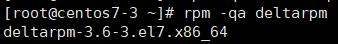 [root@centos7-3 ~]# rpm -qa deltarpm
deltarpm-3.6-3.el7.x86_64